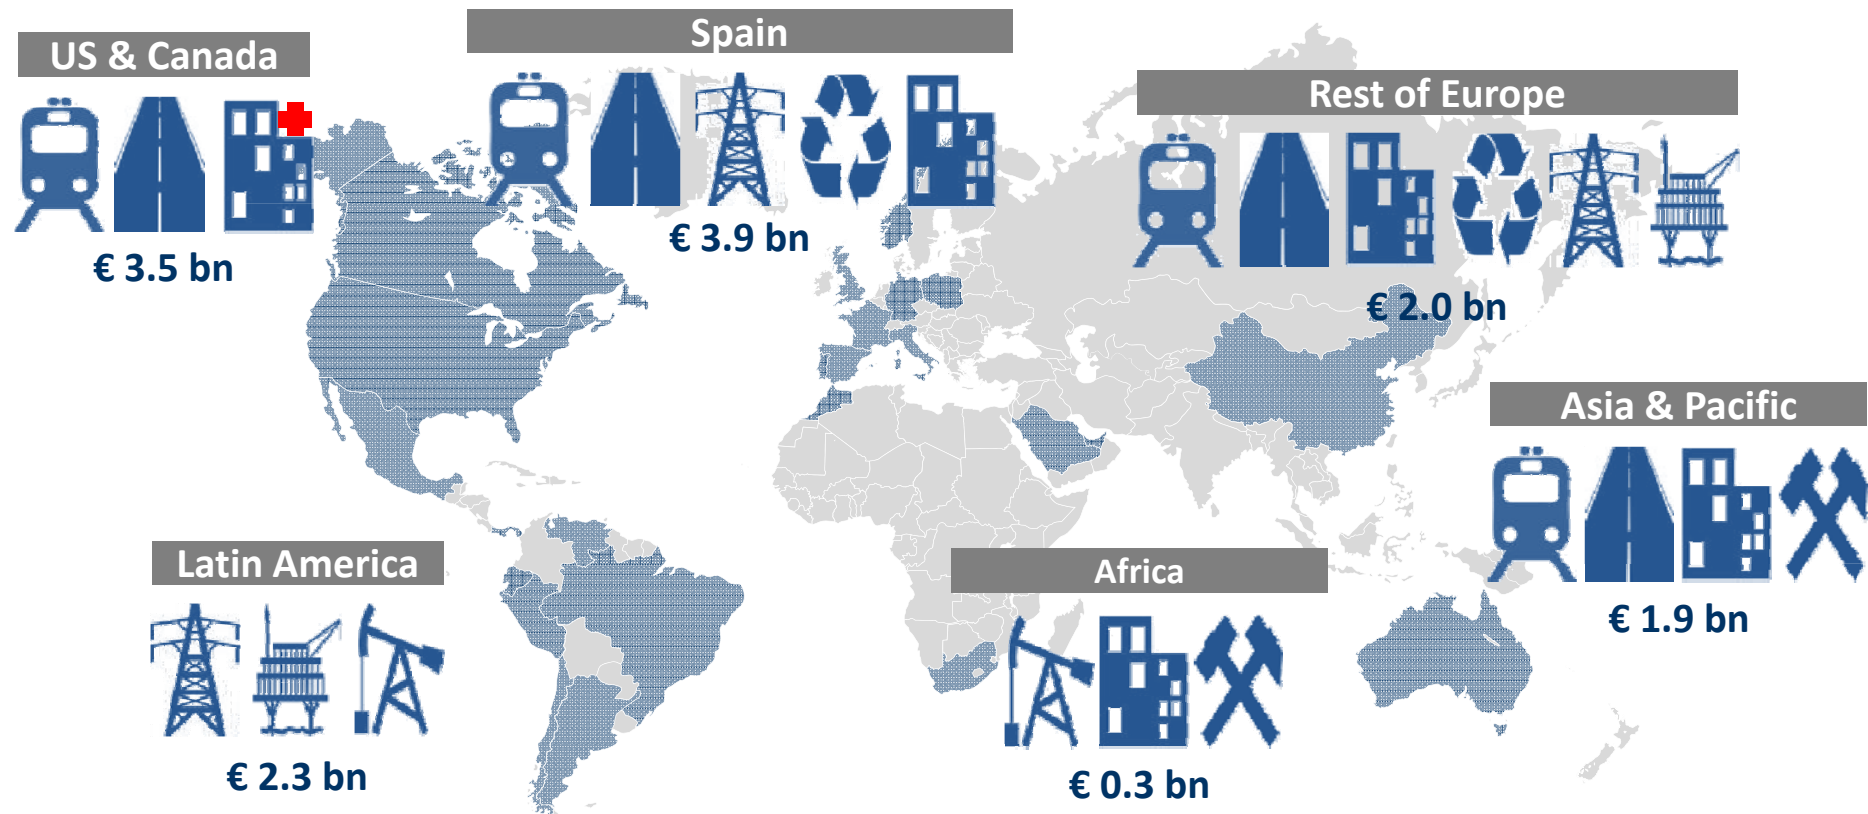 US & Canada
€ 3.5 bn
Spain
€ 3.9 bn
Rest of Europe
€ 2.0 bn
Asia & Pacific
€ 1.9 bn
Latin America
€ 2.3 bn
Africa
€ 0.3 bn